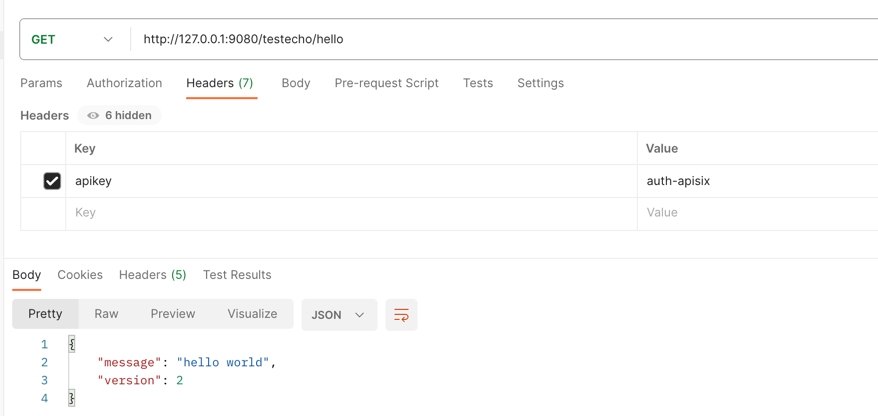 GET http://127.0.0.1:9080/testecho/hello
Params Authorization Headers (7) Body Pre-request Script Tests Settings
Headers 6 hidden
Key Value
apikey auth-apisix
Key Value
Body Cookies Headers (5) Test Results
Pretty Raw Preview Visualize JSON
1 {
2 "message": "hello world",
3 "version": 2
4 }